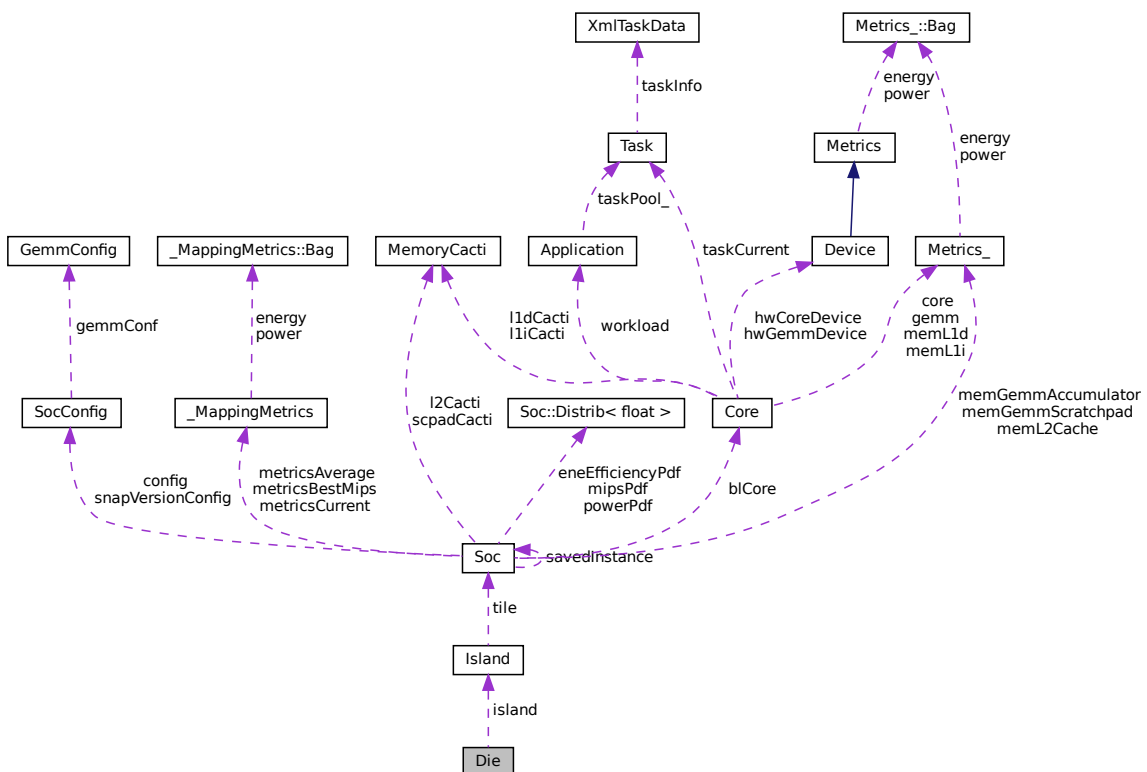 XmlTaskData
Metrics_::Bag
taskInfo
energy
power
Task
Metrics
energy
power
taskPool_
GemmConfig
_MappingMetrics::Bag
MemoryCacti
Application
taskCurrent
Device
Metrics_
gemmConf
energy
power
l1dCacti
l1iCacti
workload
hwCoreDevice
hwGemmDevice
core
gemm
memL1d
memL1i
SocConfig
_MappingMetrics
l2Cacti
scpadCacti
Soc::Distrib< float >
Core
memGemmAccumulator
memGemmScratchpad
memL2Cache
config
snapVersionConfig
metricsAverage
metricsBestMips
metricsCurrent
eneEfficiencyPdf
mipsPdf
powerPdf
blCore
Soc
savedInstance
tile
Island
island
Die